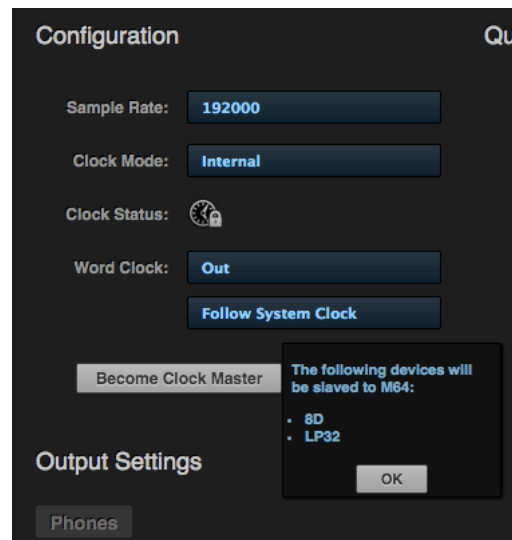 Configuration
Qu
Sample Rate: 192000
Clock Mode: Internal
Clock Status:
Word Clock: Out
Follow System Clock
Become Clock Master
The following devices will
be slaved to M64:
• 8D
• LP32
OK
Output Settings
Phones